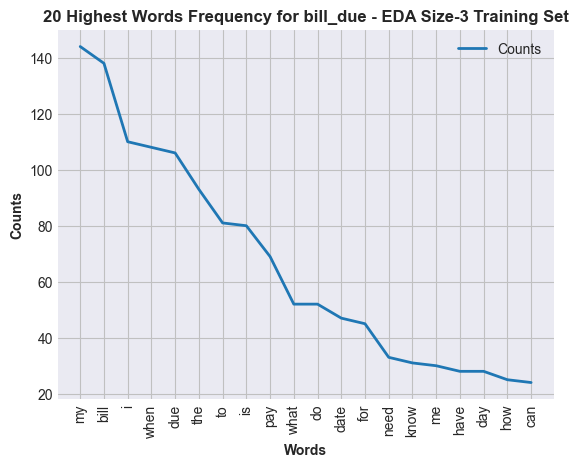 20 Highest Words Frequency for bill_due - EDA Size-3 Training Set
Counts
140
120
100
80
60
40
20
Counts
my
bill
i
when
due
the
to
is
pay
what
do
date
for
need
know
me
have
day
how
can
Words